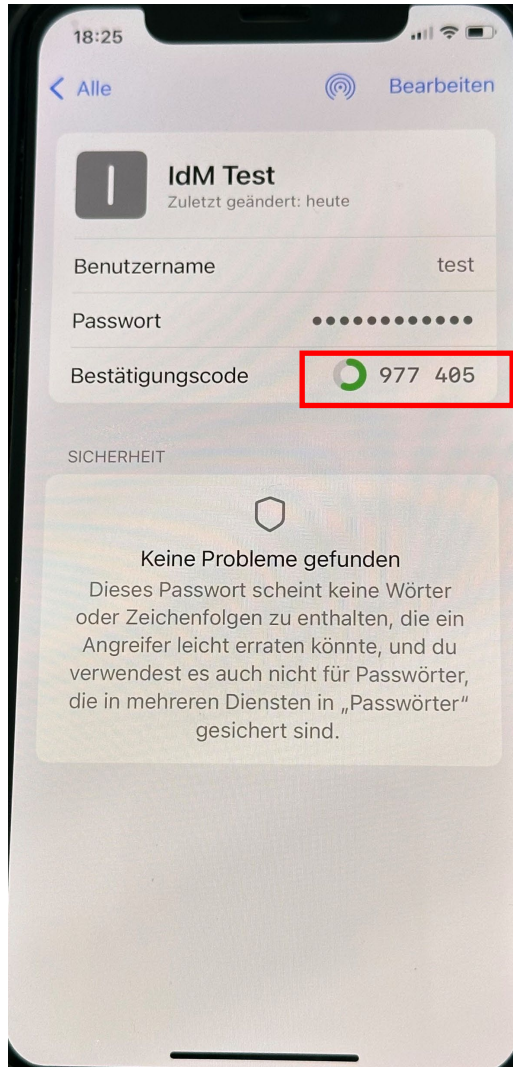 18:25
Alle
Bearbeiten
I
IdM Test
Zuletzt geändert: heute
Benutzername
test
Passwort
••••••••••••
Bestätigungscode
977 405
SICHERHEIT
Keine Probleme gefunden
Dieses Passwort scheint keine Wörter
oder Zeichenfolgen zu enthalten, die ein
Angreifer leicht erraten könnte, und du
verwendest es auch nicht für Passwörter,
die in mehreren Diensten in „Passwörter“
gesichert sind.